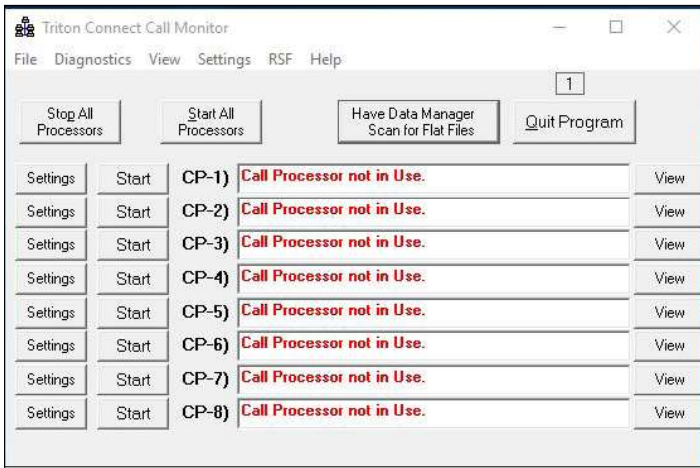 Triton Connect Call Monitor
File Diagnostics View Settings RSF Help
1
Stop All Processors
Start All Processors
Have Data Manager Scan for Flat Files
Quit Program
Settings Start CP-1) Call Processor not in Use. View
Settings Start CP-2) Call Processor not in Use. View
Settings Start CP-3) Call Processor not in Use. View
Settings Start CP-4) Call Processor not in Use. View
Settings Start CP-5) Call Processor not in Use. View
Settings Start CP-6) Call Processor not in Use. View
Settings Start CP-7) Call Processor not in Use. View
Settings Start CP-8) Call Processor not in Use. View